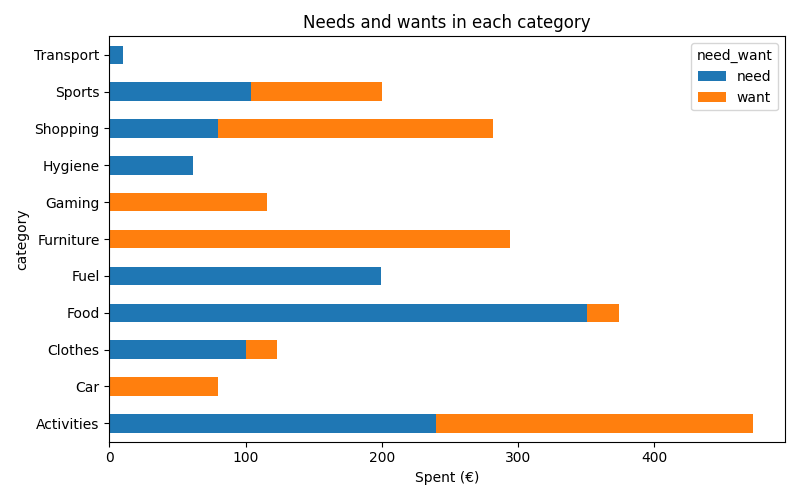 Needs and wants in each category
need_want
need
want
category
Transport
Sports
Shopping
Hygiene
Gaming
Furniture
Fuel
Food
Clothes
Car
Activities
0 100 200 300 400
Spent (€)